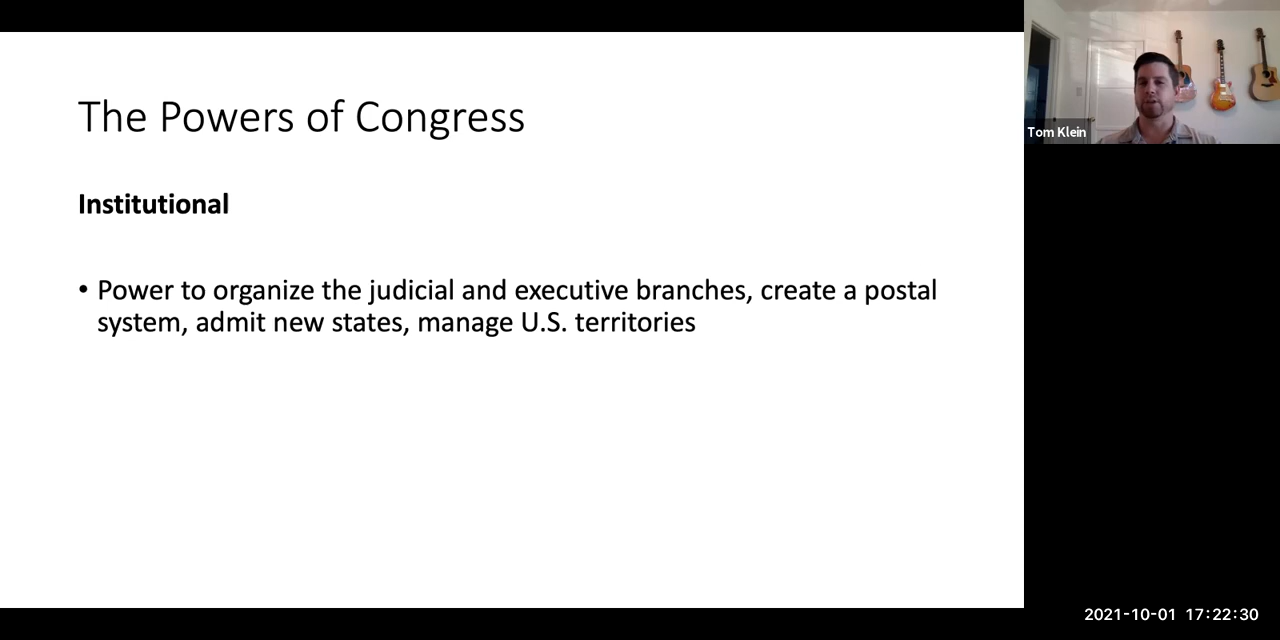 The Powers of Congress
Institutional
• Power to organize the judicial and executive branches, create a postal
system, admit new states, manage U.S. territories
Tom Klein
2021-10-01 17:22:30